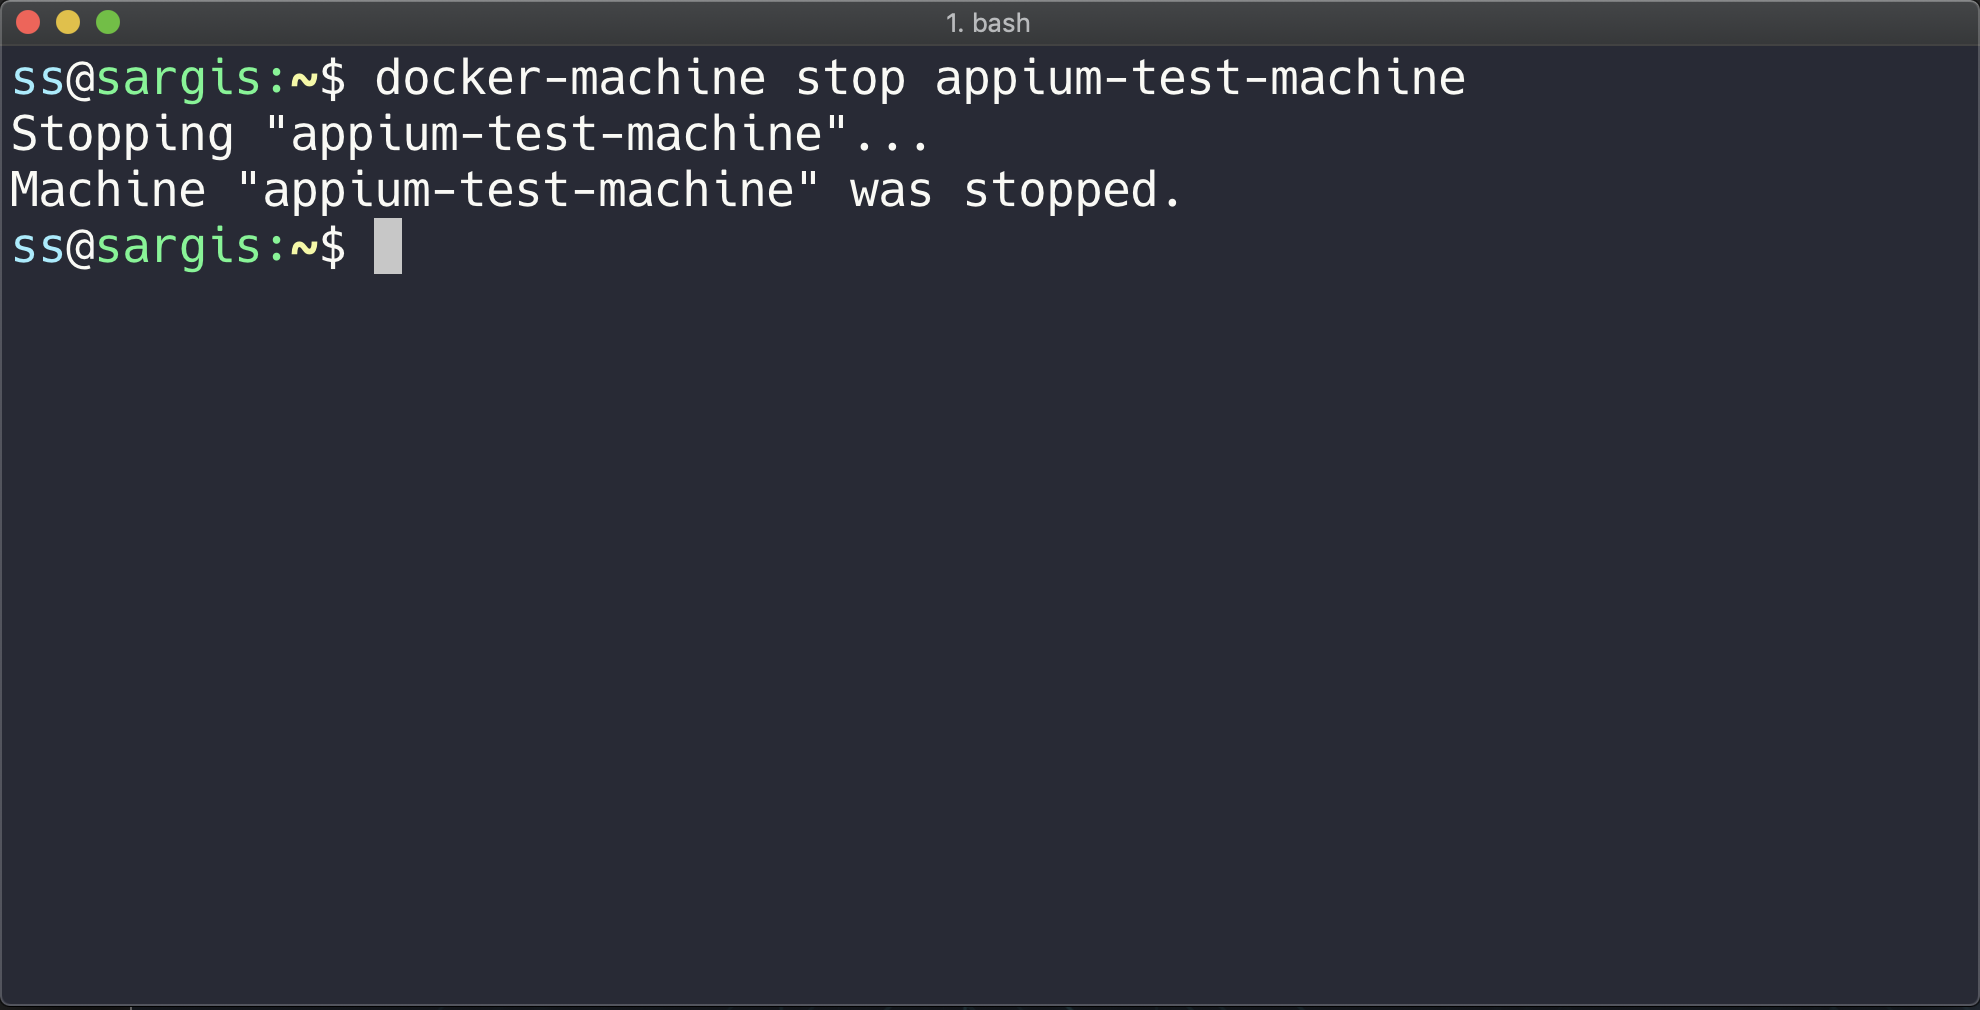 1. bash
ss@sargis:~$ docker-machine stop appium-test-machine
Stopping "appium-test-machine"...
Machine "appium-test-machine" was stopped.
ss@sargis:~$